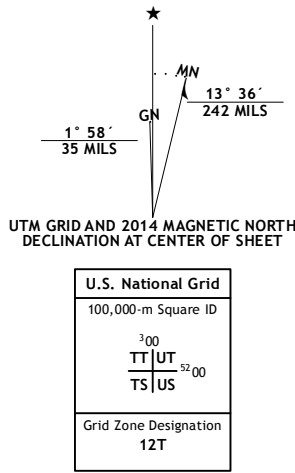 MN
13° 36´
242 MILS
GN
1° 58´
35 MILS
UTM GRID AND 2014 MAGNETIC NORTH
DECLINATION AT CENTER OF SHEET
U.S. National Grid
100,000-m Square ID
³00
TT UT
⁵²00
TS US
Grid Zone Designation
12T